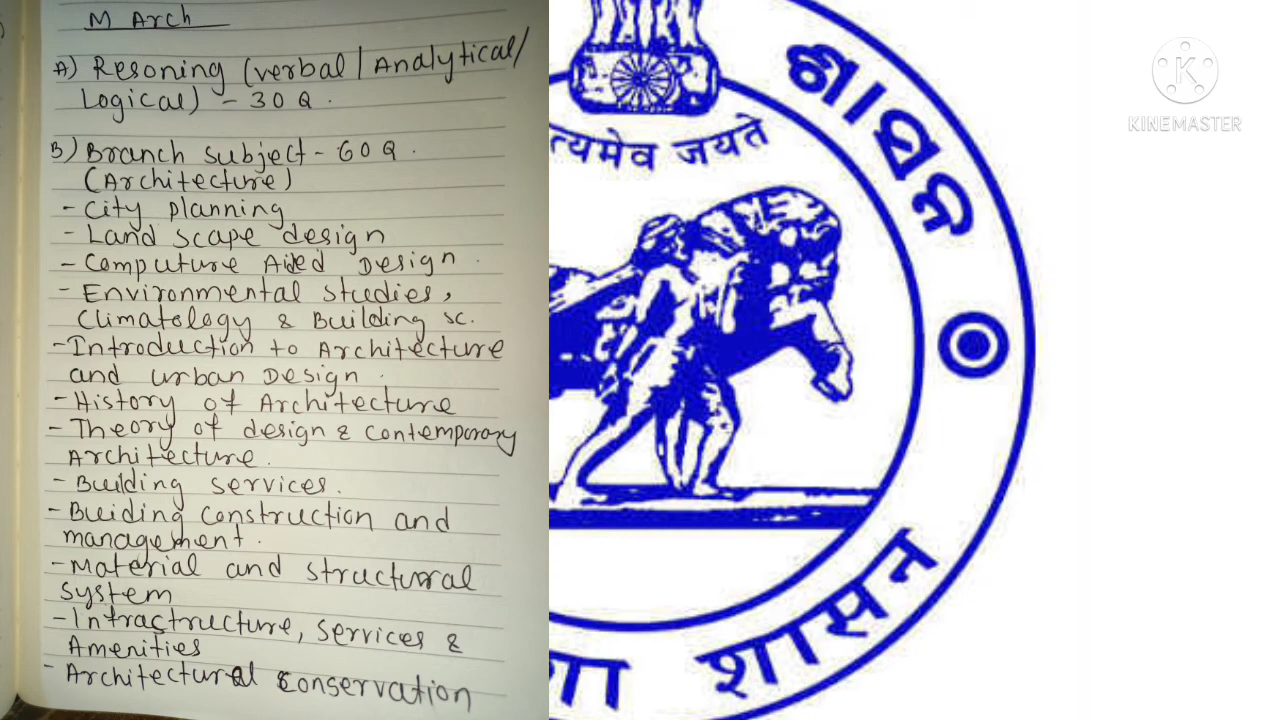 M Arch
A) Resoning (verbal / Analytical/
Logical) - 30 Q.
B) Branch subject - 60 Q.
(Architecture)
- City planning
- Land scape design
- Computure Aided Design.
- Environmental studies,
Climatology & Building sc.
- Introduction to Architecture
and urban Design.
- History of Architecture
- Theory of design & contemporary
Architecture.
- Building services.
- Buiding construction and
management.
- Material and structural
system
- Infrastructure, services &
Amenities
- Architectural conservation
त्यमेव जयते
ଶାସନ
शासन
KINEMASTER